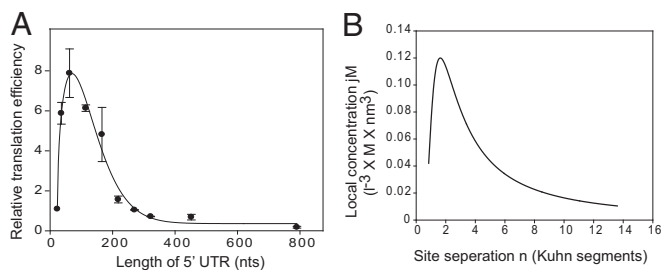 A
Relative translation efficiency
8
6
4
2
0
0 200 400 600 800
Length of 5' UTR (nts)
B
Local concentration jM
(l⁻³ X M X nm³)
0.14
0.12
0.10
0.08
0.06
0.04
0.02
0
0 2 4 6 8 10 12 14 16
Site seperation n (Kuhn segments)